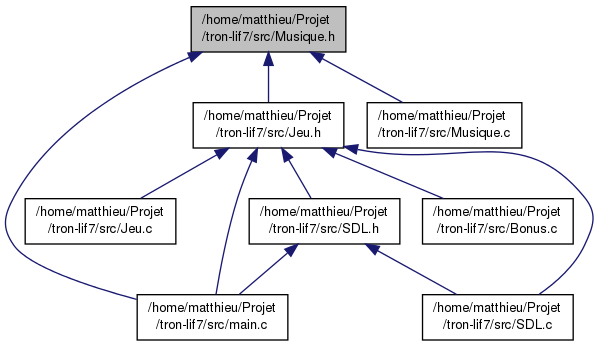 /home/matthieu/Projet
/tron-lif7/src/Musique.h
/home/matthieu/Projet
/tron-lif7/src/Jeu.h
/home/matthieu/Projet
/tron-lif7/src/Musique.c
/home/matthieu/Projet
/tron-lif7/src/Jeu.c
/home/matthieu/Projet
/tron-lif7/src/SDL.h
/home/matthieu/Projet
/tron-lif7/src/Bonus.c
/home/matthieu/Projet
/tron-lif7/src/main.c
/home/matthieu/Projet
/tron-lif7/src/SDL.c